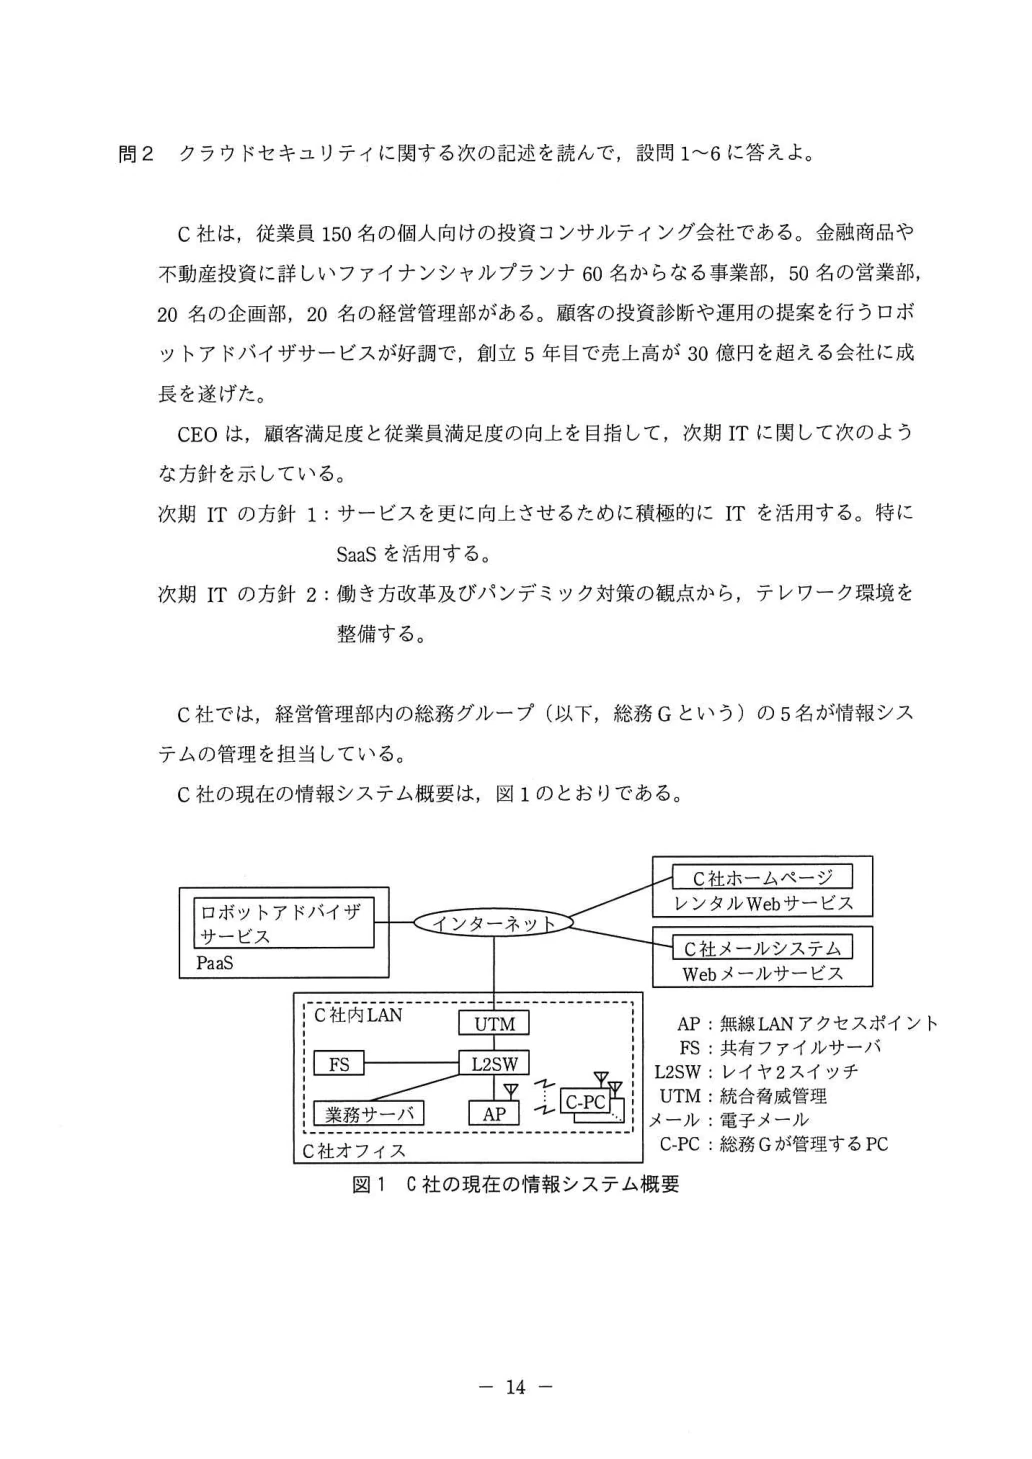 問2　クラウドセキュリティに関する次の記述を読んで，設問1～6に答えよ。
C社は，従業員150名の個人向けの投資コンサルティング会社である。金融商品や
不動産投資に詳しいファイナンシャルプランナ60名からなる事業部，50名の営業部，
20名の企画部，20名の経営管理部がある。顧客の投資診断や運用の提案を行うロボ
ットアドバイザサービスが好調で，創立5年目で売上高が30億円を超える会社に成
長を遂げた。
CEOは，顧客満足度と従業員満足度の向上を目指して，次期ITに関して次のよう
な方針を示している。
次期ITの方針1：サービスを更に向上させるために積極的にITを活用する。特に
SaaSを活用する。
次期ITの方針2：働き方改革及びパンデミック対策の観点から，テレワーク環境を
整備する。
C社では，経営管理部内の総務グループ（以下，総務Gという）の5名が情報シス
テムの管理を担当している。
C社の現在の情報システム概要は，図1のとおりである。
ロボットアドバイザ
サービス
PaaS
インターネット
C社ホームページ
レンタルWebサービス
C社メールシステム
Webメールサービス
C社内LAN
UTM
FS
L2SW
業務サーバ
AP
C-PC
C社オフィス
AP：無線LANアクセスポイント
FS：共有ファイルサーバ
L2SW：レイヤ2スイッチ
UTM：統合脅威管理
メール：電子メール
C-PC：総務Gが管理するPC
図1　C社の現在の情報システム概要
－ 14 －